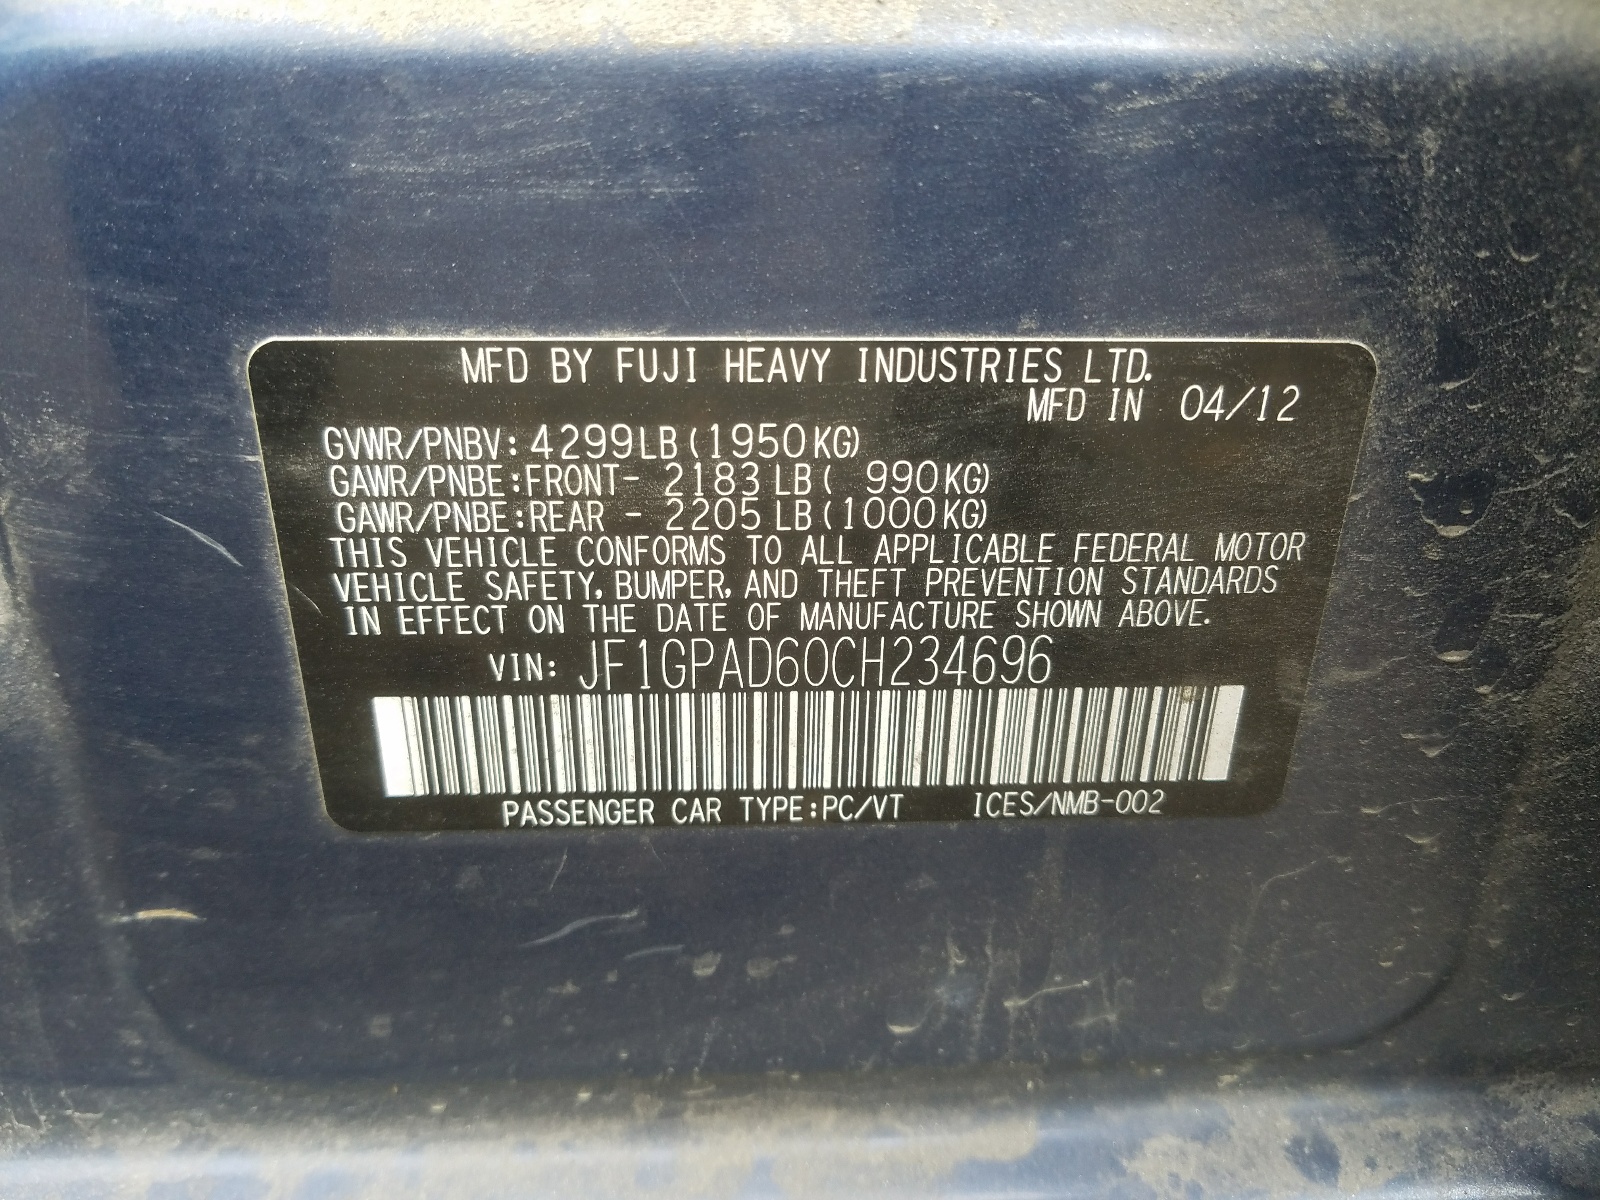 MFD BY FUJI HEAVY INDUSTRIES LTD.
MFD IN 04/12
GVWR/PNBV: 4299LB(1950KG)
GAWR/PNBE:FRONT- 2183LB( 990KG)
GAWR/PNBE:REAR - 2205LB(1000KG)
THIS VEHICLE CONFORMS TO ALL APPLICABLE FEDERAL MOTOR
VEHICLE SAFETY, BUMPER, AND THEFT PREVENTION STANDARDS
IN EFFECT ON THE DATE OF MANUFACTURE SHOWN ABOVE.
VIN: JF1GPAD60CH234696
PASSENGER CAR TYPE:PC/VT ICES/NMB-002